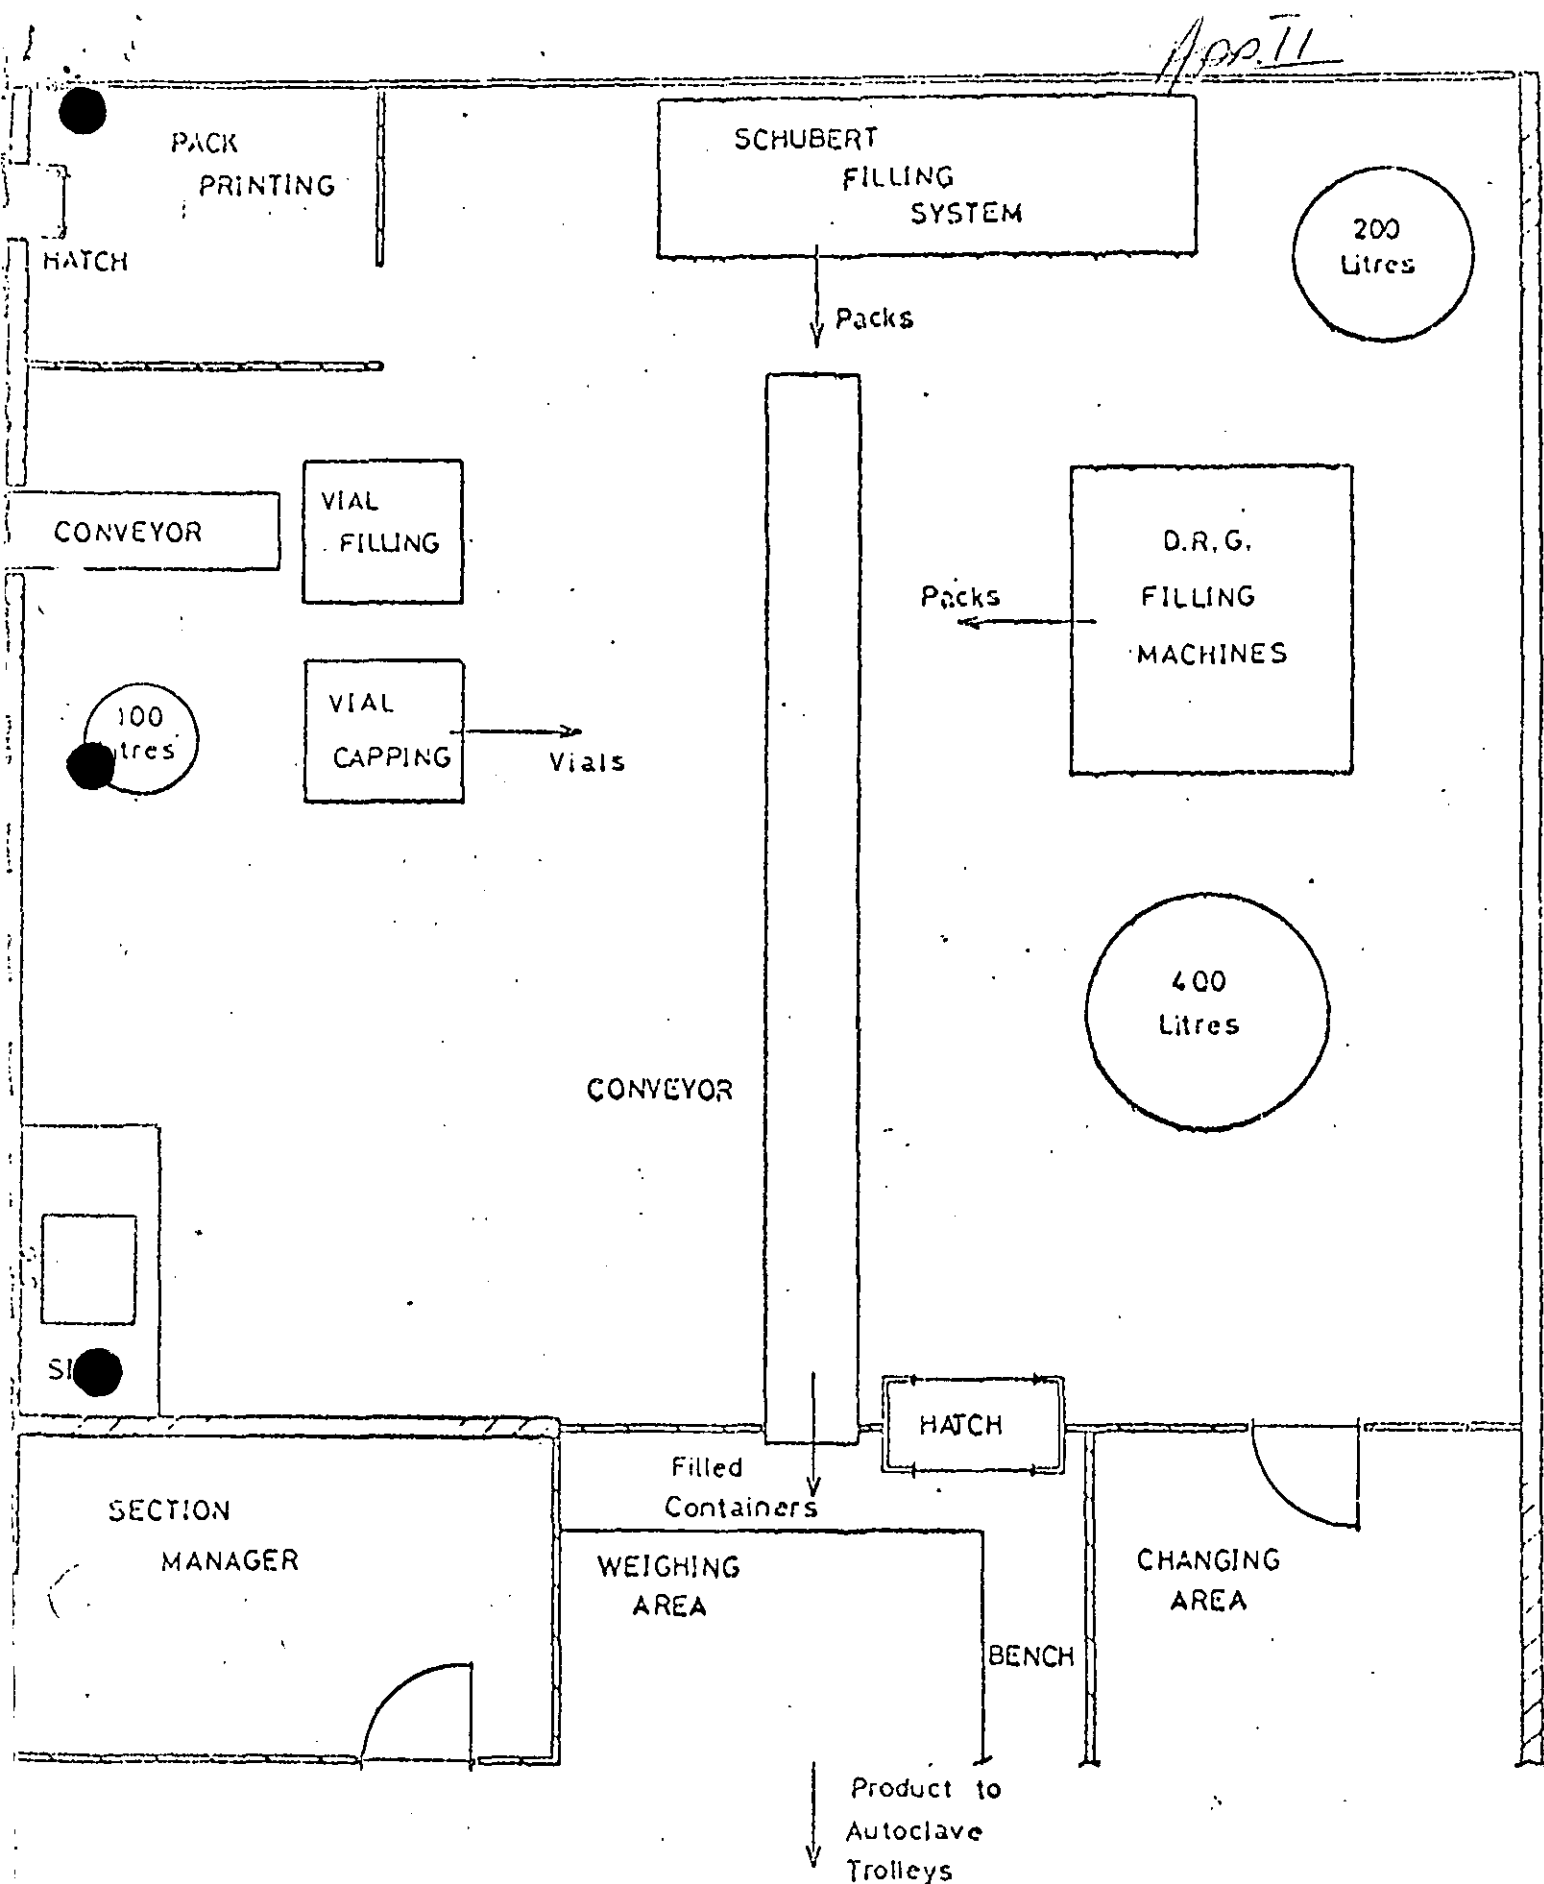 App. II
PACK
PRINTING
HATCH
SCHUBERT
FILLING
SYSTEM
200
Litres
Packs
CONVEYOR
VIAL
FILLING
D.R.G.
FILLING
MACHINES
Packs
100
VIAL
CAPPING
Vials
400
Litres
CONVEYOR
HATCH
Filled
Containers
SECTION
MANAGER
WEIGHING
AREA
CHANGING
AREA
BENCH
Product to
Autoclave
Trolleys